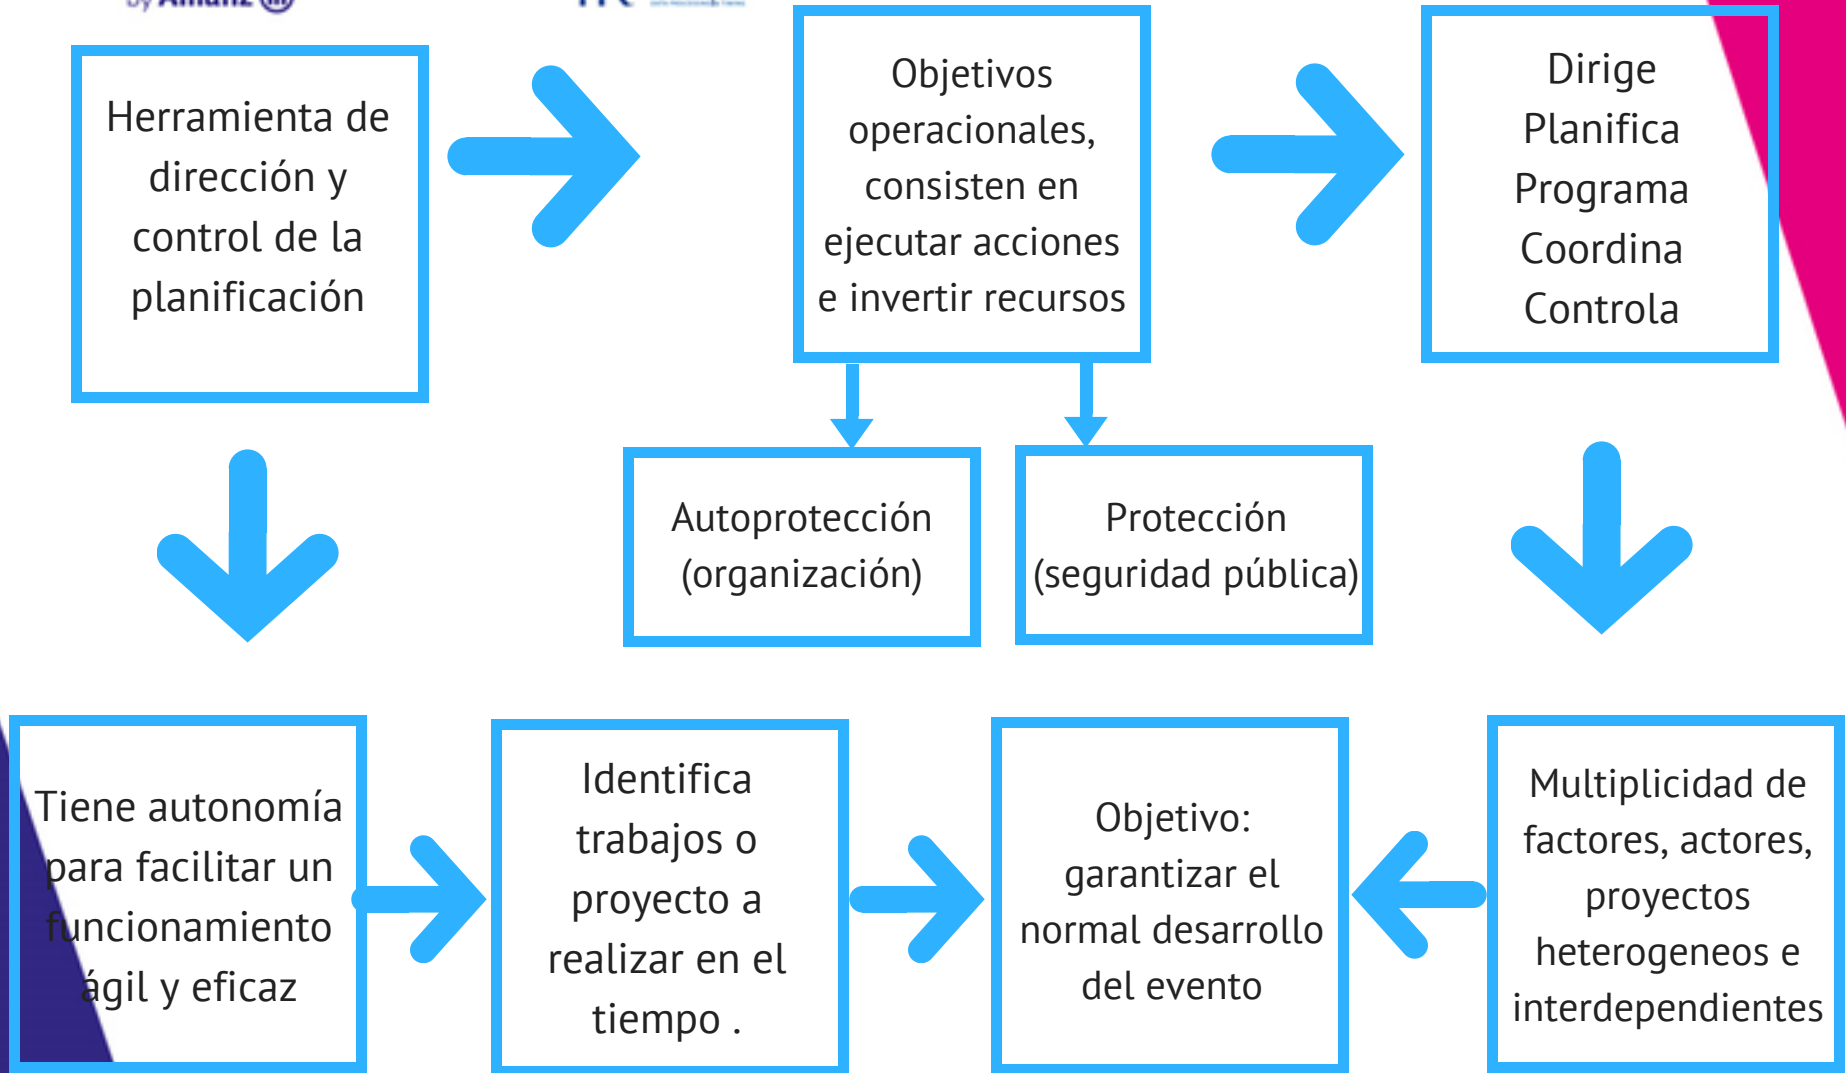 by Allianz
Herramienta de
dirección y
control de la
planificación
Objetivos
operacionales,
consisten en
ejecutar acciones
e invertir recursos
Dirige
Planifica
Programa
Coordina
Controla
Autoprotección
(organización)
Protección
(seguridad pública)
Tiene autonomía
para facilitar un
funcionamiento
ágil y eficaz
Identifica
trabajos o
proyecto a
realizar en el
tiempo .
Objetivo:
garantizar el
normal desarrollo
del evento
Multiplicidad de
factores, actores,
proyectos
heterogeneos e
interdependientes